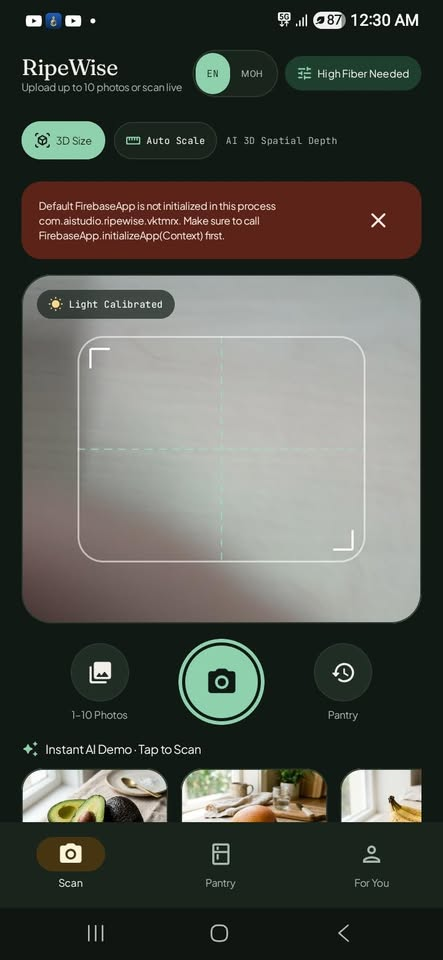 5G
87
12:30 AM
RipeWise
Upload up to 10 photos or scan live
EN
MOH
High Fiber Needed
3D Size
Auto Scale
AI 3D Spatial Depth
Default FirebaseApp is not initialized in this process
com.aistudio.ripewise.vktmrx. Make sure to call
FirebaseApp.initializeApp(Context) first.
Light Calibrated
1–10 Photos
Pantry
Instant AI Demo · Tap to Scan
Scan
Pantry
For You